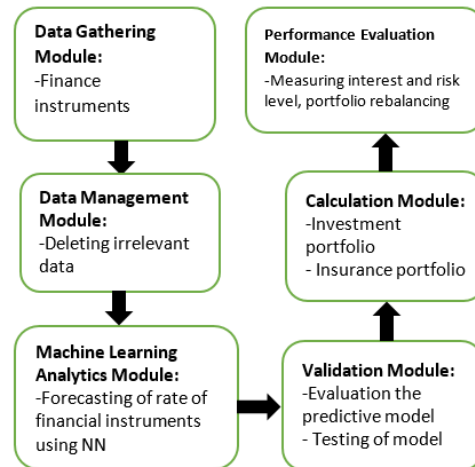 Data Gathering
Module:
-Finance
instruments
Data Management
Module:
-Deleting irrelevant
data
Machine Learning
Analytics Module:
-Forecasting of rate of
financial instruments
using NN
Validation Module:
-Evaluation the
predictive model
- Testing of model
Calculation Module:
-Investment
portfolio
- Insurance portfolio
Performance Evaluation
Module:
-Measuring interest and risk
level, portfolio rebalancing